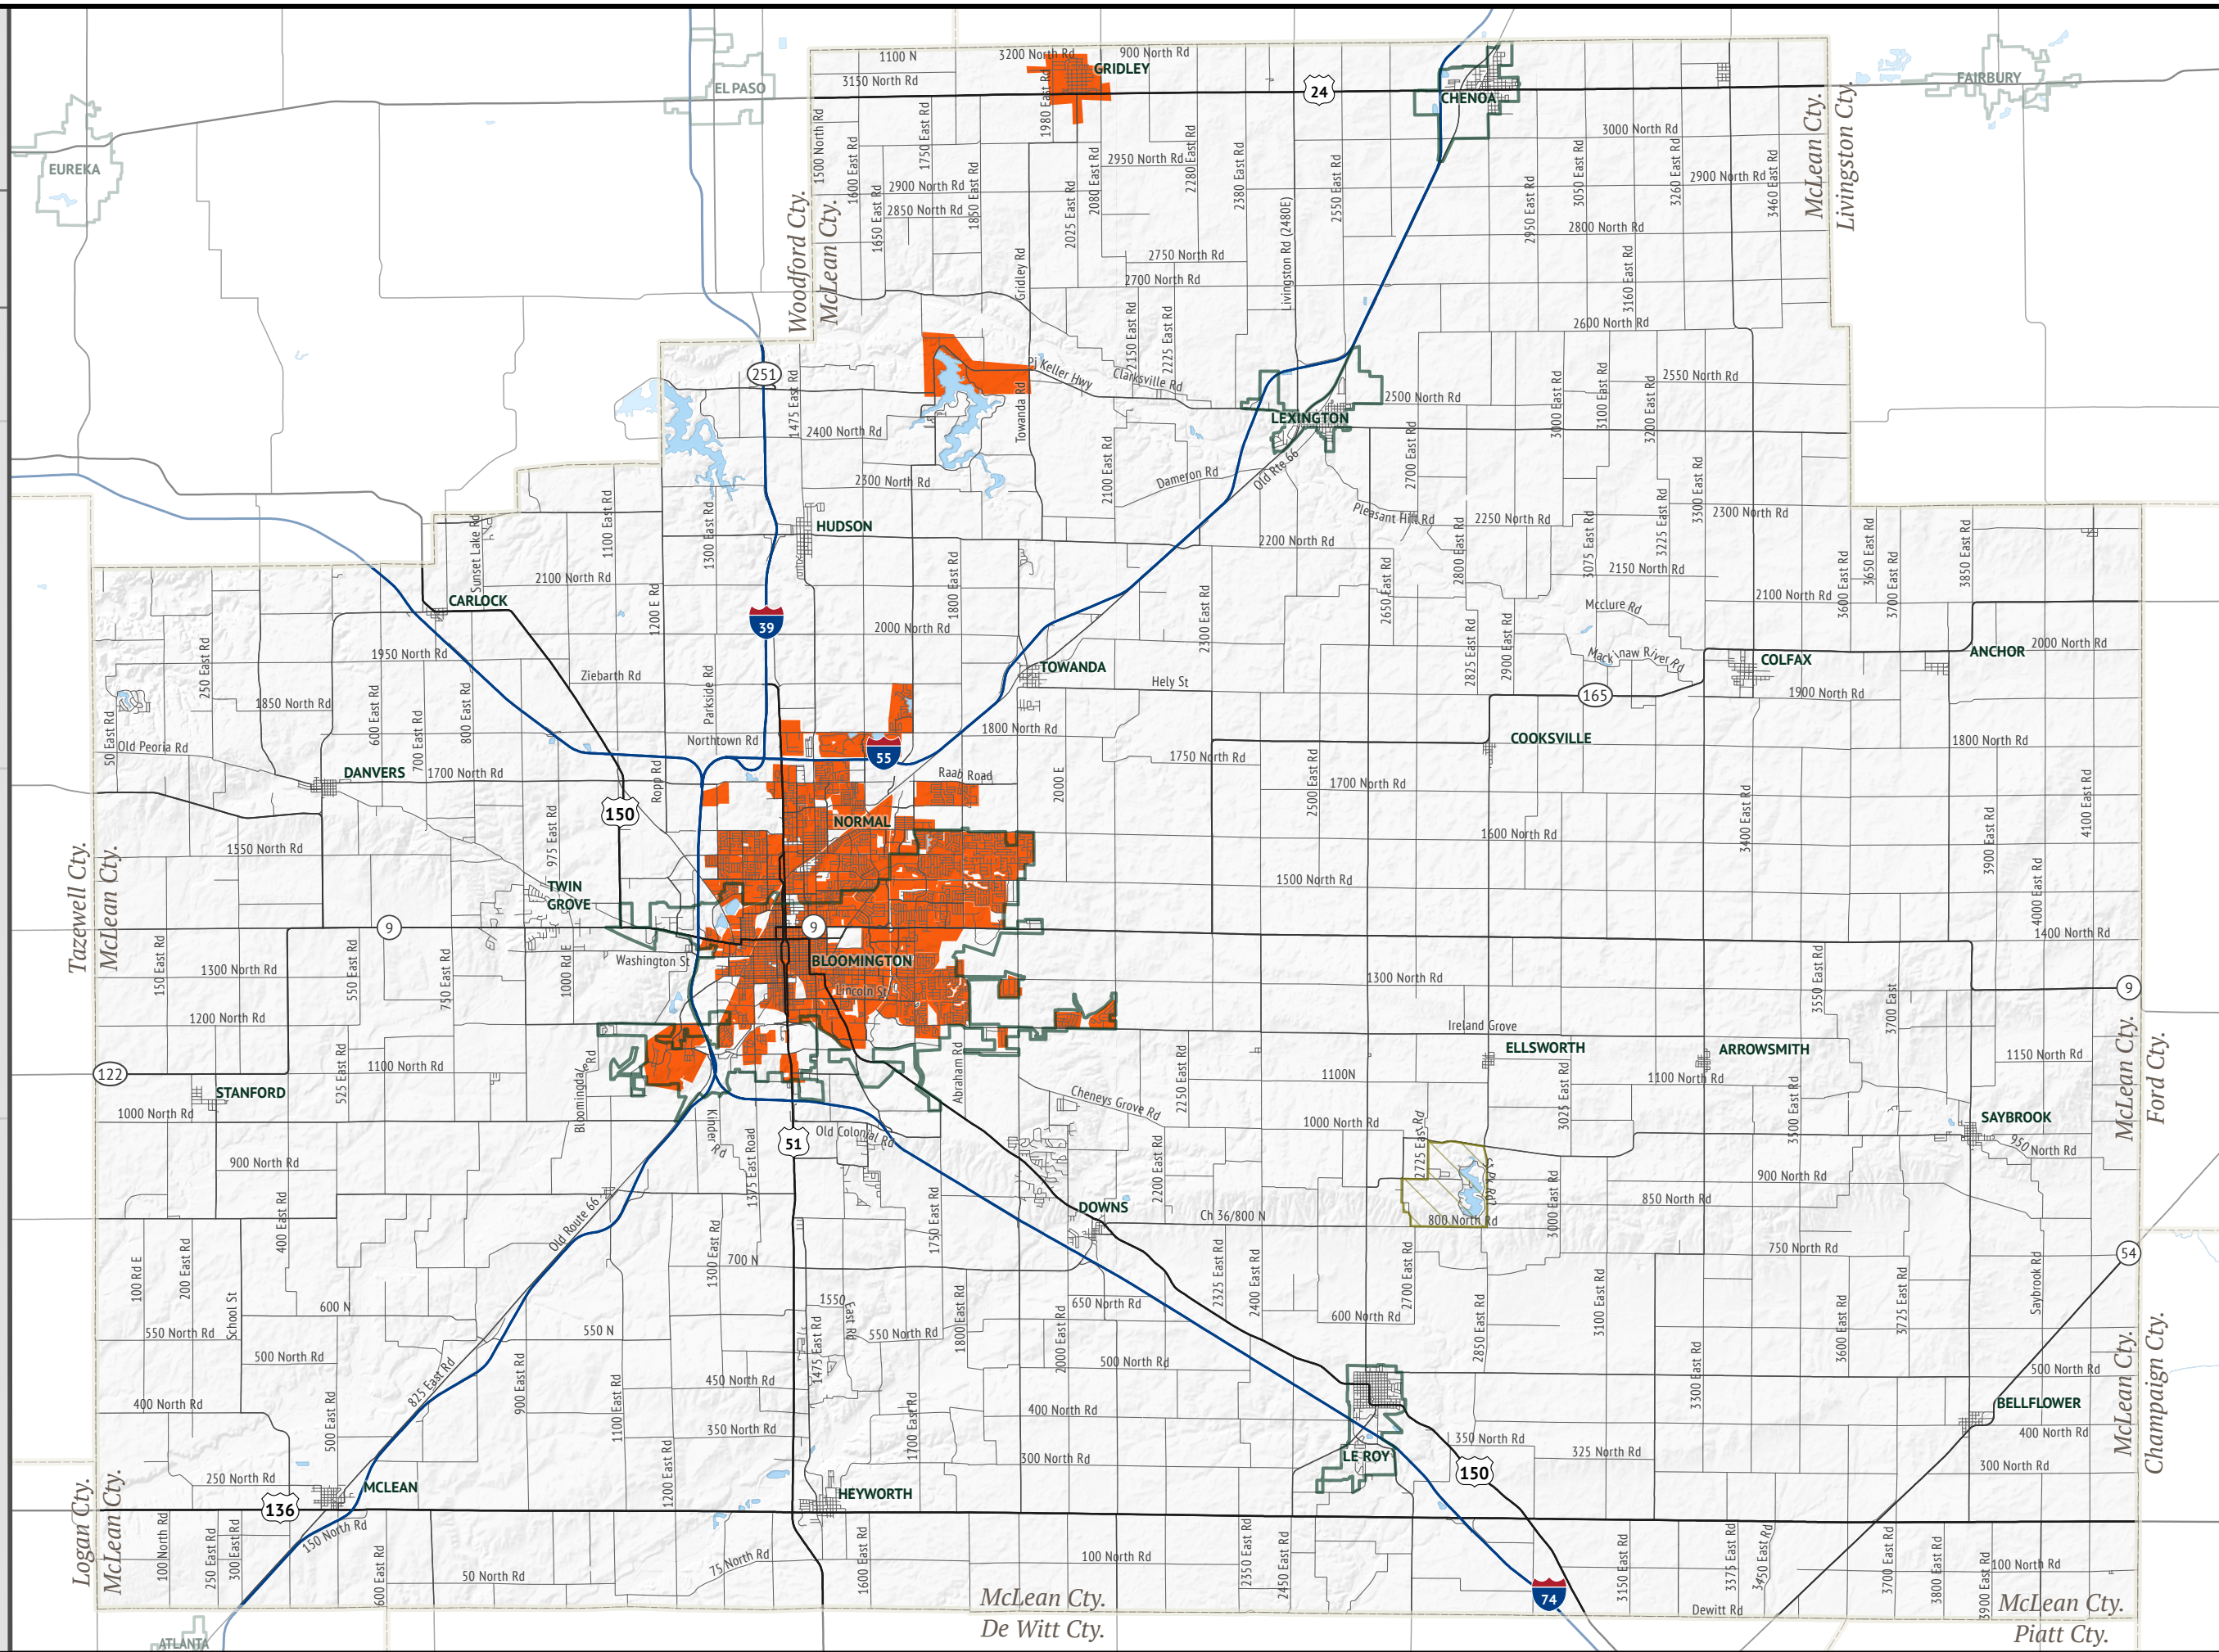 1100 N
3200 North Rd
900 North Rd
GRIDLEY
3150 North Rd
EL PASO
24
CHENOA
FAIRBURY
EUREKA
1500 North Rd
1600 East Rd
1650 East Rd
1750 East Rd
1850 East Rd
1980 East Rd
2025 East Rd
2080 East Rd
2950 North Rd
2280 East Rd
2380 East Rd
2550 East Rd
3000 North Rd
2950 East Rd
3050 East Rd
3260 East Rd
2900 North Rd
3460 East Rd
McLean Cty.
Livingston Cty.
2900 North Rd
2850 North Rd
Woodford Cty.
McLean Cty.
2800 North Rd
2750 North Rd
2700 North Rd
Gridley Rd
Livingston Rd (2480E)
3160 East Rd
2600 North Rd
2150 East Rd
2225 East Rd
251
1475 East Rd
Pj Keller Hwy
Clarksville Rd
Towanda Rd
2500 North Rd
2550 North Rd
3000 East Rd
3100 East Rd
3200 East Rd
LEXINGTON
2400 North Rd
2300 North Rd
2100 East Rd
Dameron Rd
Old Rte 66
2700 East Rd
Pleasant Hill Rd
2250 North Rd
3300 East Rd
2300 North Rd
3225 East Rd
3075 East Rd
HUDSON
1100 East Rd
1300 East Rd
Sunset Lake Rd
2200 North Rd
2800 East Rd
2650 East Rd
2150 North Rd
2100 North Rd
3600 East Rd
3650 East Rd
3700 East Rd
3850 East Rd
2100 North Rd
CARLOCK
1200 E Rd
39
1800 East Rd
2000 North Rd
2300 East Rd
Mcclure Rd
Mackinaw River Rd
2825 East Rd
2900 East Rd
COLFAX
ANCHOR
2000 North Rd
1900 North Rd
165
250 East Rd
1950 North Rd
Ziebarth Rd
TOWANDA
Hely St
1850 North Rd
600 East Rd
700 East Rd
800 East Rd
50 East Rd
Old Peoria Rd
Parkside Rd
Northtown Rd
1800 North Rd
COOKSVILLE
1800 North Rd
55
1750 North Rd
DANVERS
1700 North Rd
Ropp Rd
Raab Road
2000 E
2500 East Rd
1700 North Rd
150
NORMAL
1600 North Rd
3400 East Rd
3900 East Rd
4100 East Rd
1550 North Rd
975 East Rd
Tazewell Cty.
McLean Cty.
TWIN
GROVE
1500 North Rd
4000 East Rd
9
9
1400 North Rd
150 East Rd
1300 North Rd
550 East Rd
750 East Rd
1000 Rd E
Washington St
BLOOMINGTON
Lincoln St
1300 North Rd
3550 East Rd
3700 East
9
1200 North Rd
Ireland Grove
122
STANFORD
525 East Rd
1100 North Rd
Bloomingdale Rd
Abraham Rd
2250 East Rd
ELLSWORTH
ARROWSMITH
1150 North Rd
1100N
1100 North Rd
McLean Cty.
Ford Cty.
1000 North Rd
Kinder Rd
Old Colonial Rd
51
Cheneys Grove Rd
1000 North Rd
3025 East Rd
3500 East Rd
SAYBROOK
950 North Rd
900 North Rd
1375 East Road
2200 East Rd
2725 East Rd
900 North Rd
850 North Rd
800 North Rd
3000 East Rd
400 East Rd
Old Route 66
1750 East Rd
DOWNS
Ch 36/800 N
750 North Rd
54
100 Rd E
200 East Rd
1300 East Rd
700 N
School St
600 N
1550 East Rd
650 North Rd
2325 East Rd
2400 East Rd
2700 East Rd
600 North Rd
3100 East Rd
3600 East Rd
3725 East Rd
Saybrook Rd
550 North Rd
550 N
1475 East Rd
550 North Rd
1800 East Rd
2000 East Rd
2850 East Rd
500 North Rd
500 North Rd
500 North Rd
McLean Cty.
Champaign Cty.
825 East Rd
900 East Rd
450 North Rd
3300 East Rd
400 North Rd
500 East Rd
1100 East Rd
350 North Rd
1700 East Rd
400 North Rd
BELLFLOWER
400 North Rd
350 North Rd
325 North Rd
300 North Rd
300 North Rd
LE ROY
150
250 North Rd
MCLEAN
136
1200 East Rd
HEYWORTH
Logan Cty.
McLean Cty.
150 North Rd
100 North Rd
250 East Rd
300 East Rd
600 East Rd
50 North Rd
75 North Rd
1600 East Rd
100 North Rd
2350 East Rd
2450 East Rd
74
3150 East Rd
3375 East Rd
3450 East Rd
3700 East Rd
3800 East Rd
3900 East Rd
100 North Rd
McLean Cty.
De Witt Cty.
Dewitt Rd
McLean Cty.
Piatt Cty.
ATLANTA